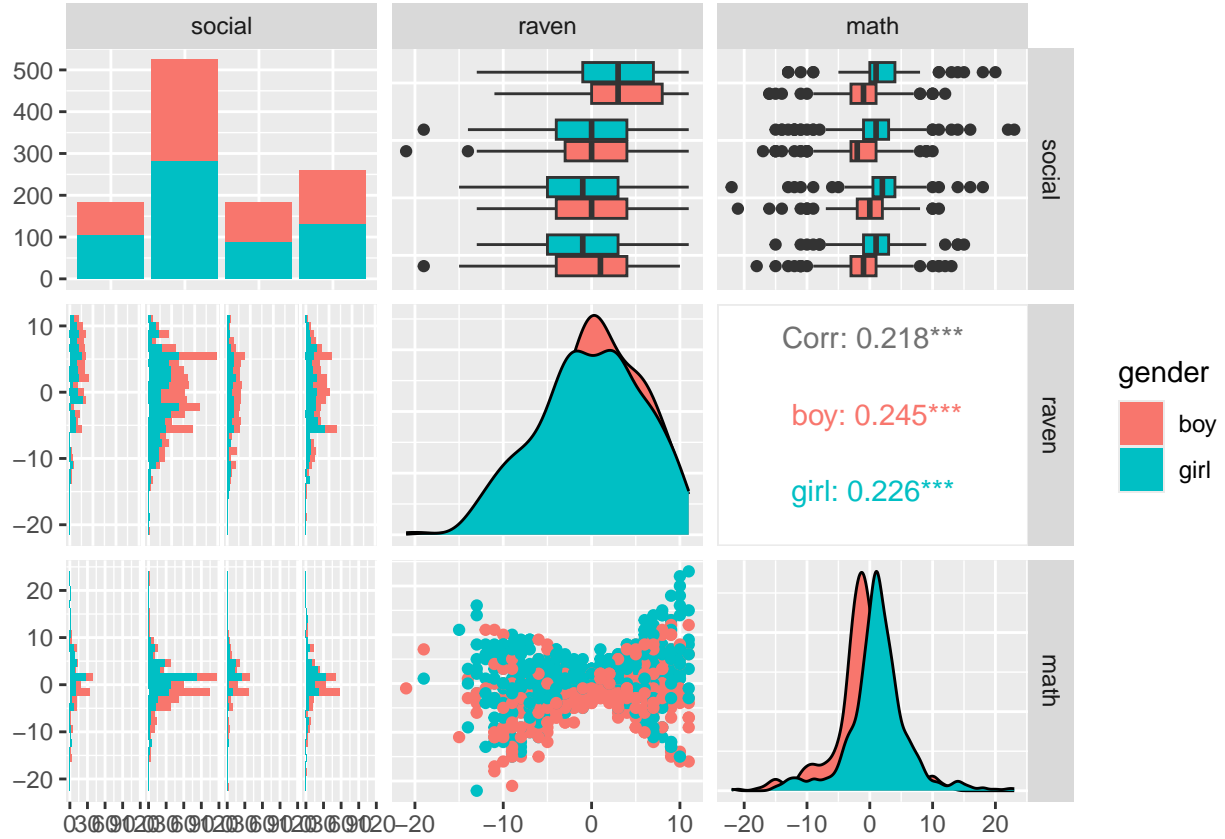 social raven math
500
400
300
200
100
0
social
10
0
−10
−20
Corr: 0.218***
boy: 0.245***
girl: 0.226***
raven
20
10
0
−10
−20
math
−20 −10 0 10
−20 −10 0 10 20
gender
boy
girl